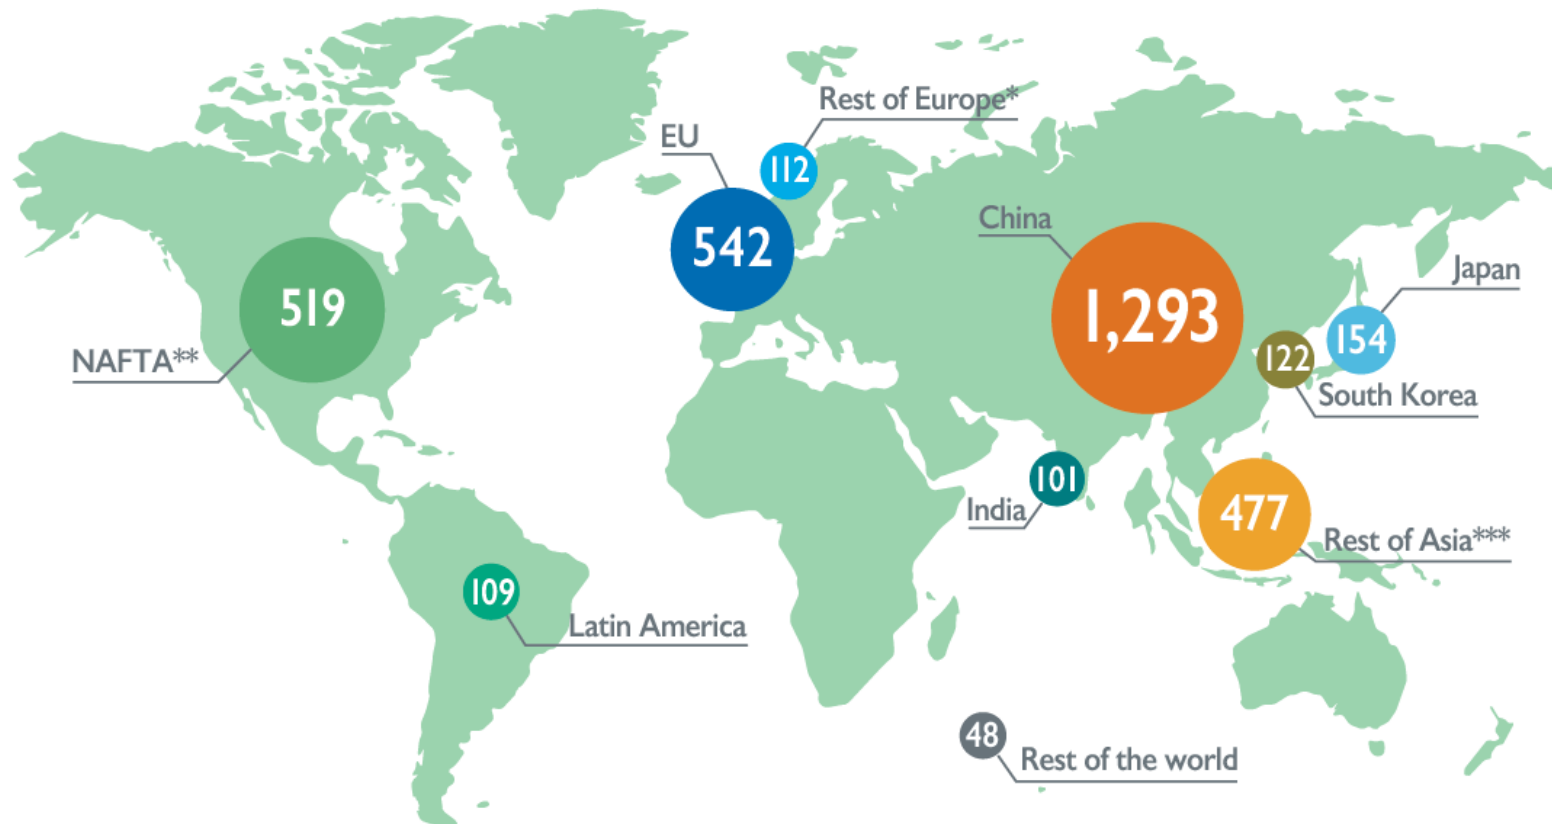 Rest of Europe*
112
EU
542
China
1,293
Japan
154
122
South Korea
519
NAFTA**
101
India
477
Rest of Asia***
109
Latin America
48
Rest of the world